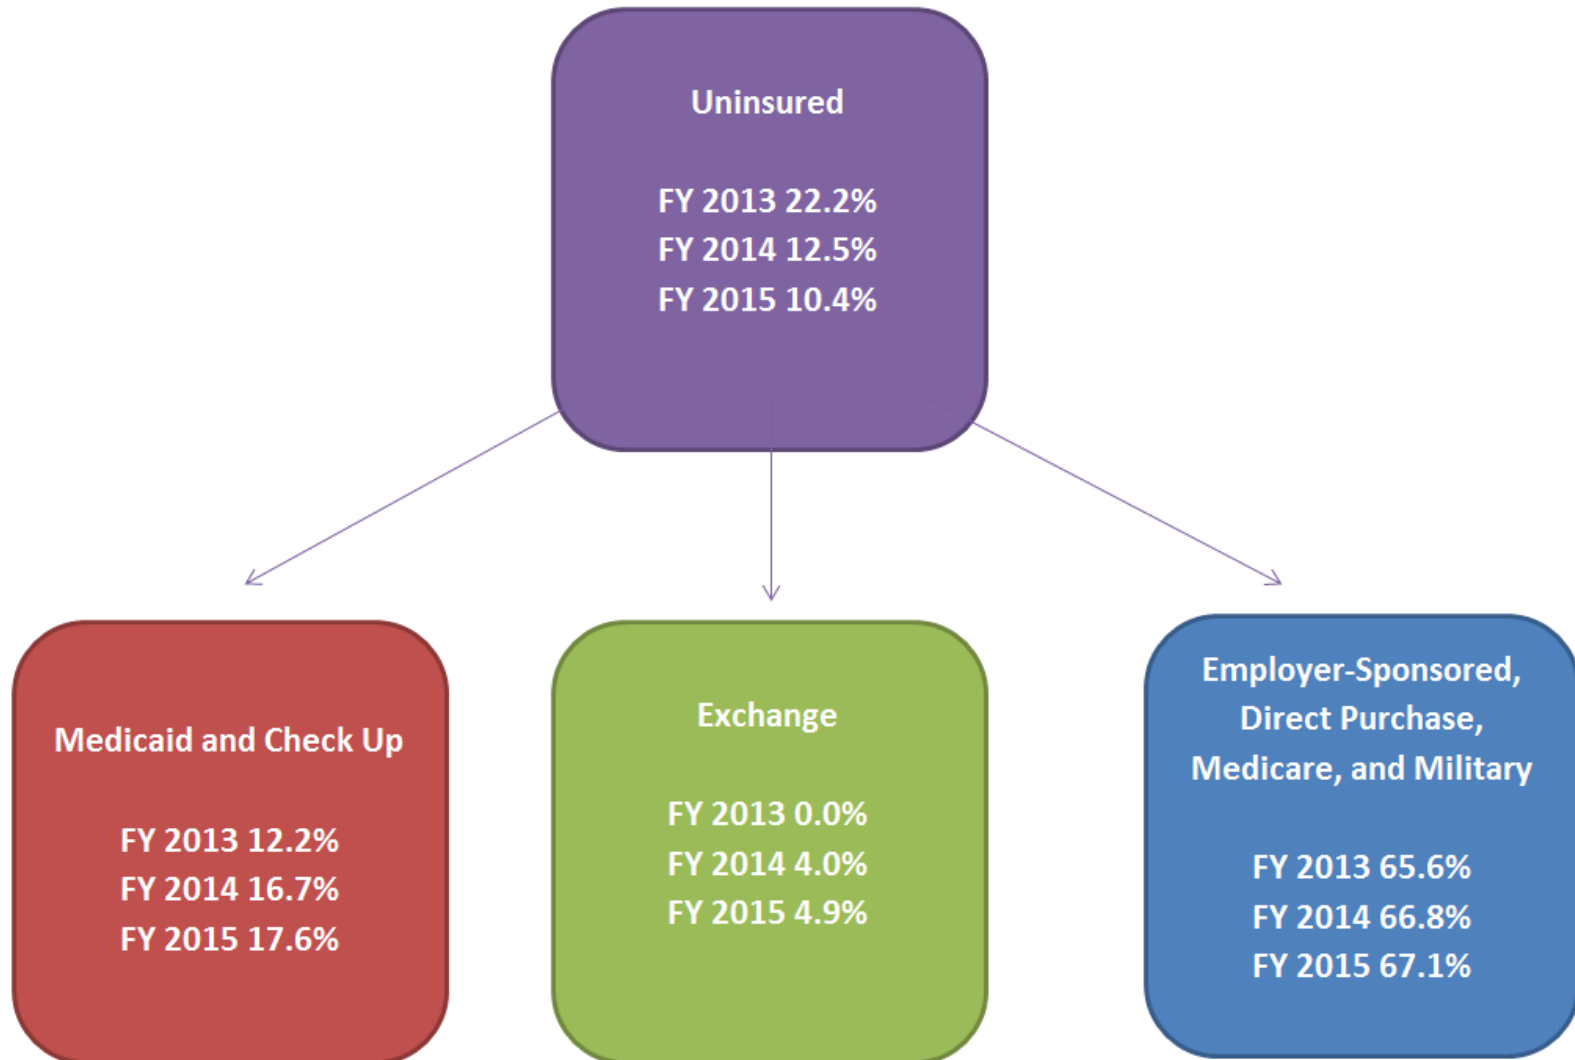 Uninsured
FY 2013 22.2%
FY 2014 12.5%
FY 2015 10.4%
Medicaid and Check Up
FY 2013 12.2%
FY 2014 16.7%
FY 2015 17.6%
Exchange
FY 2013 0.0%
FY 2014 4.0%
FY 2015 4.9%
Employer-Sponsored,
Direct Purchase,
Medicare, and Military
FY 2013 65.6%
FY 2014 66.8%
FY 2015 67.1%